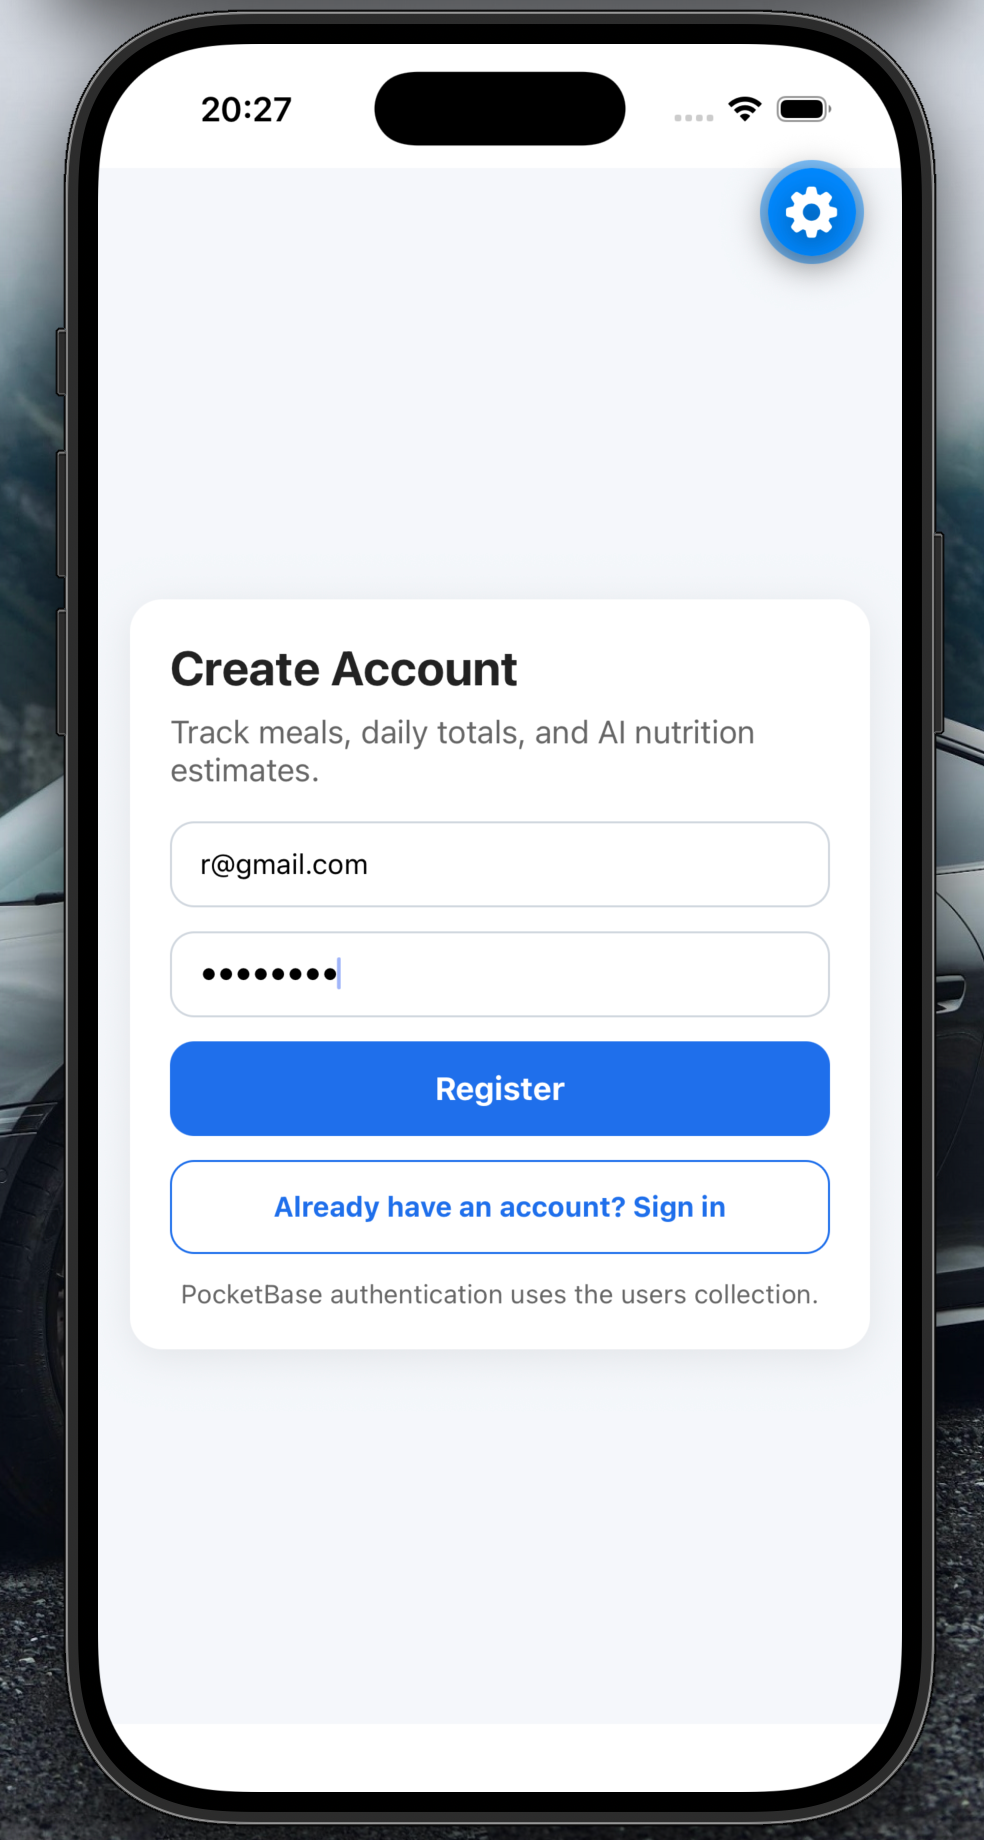 20:27
Create Account
Track meals, daily totals, and AI nutrition
estimates.
r@gmail.com
••••••••
Register
Already have an account? Sign in
PocketBase authentication uses the users collection.